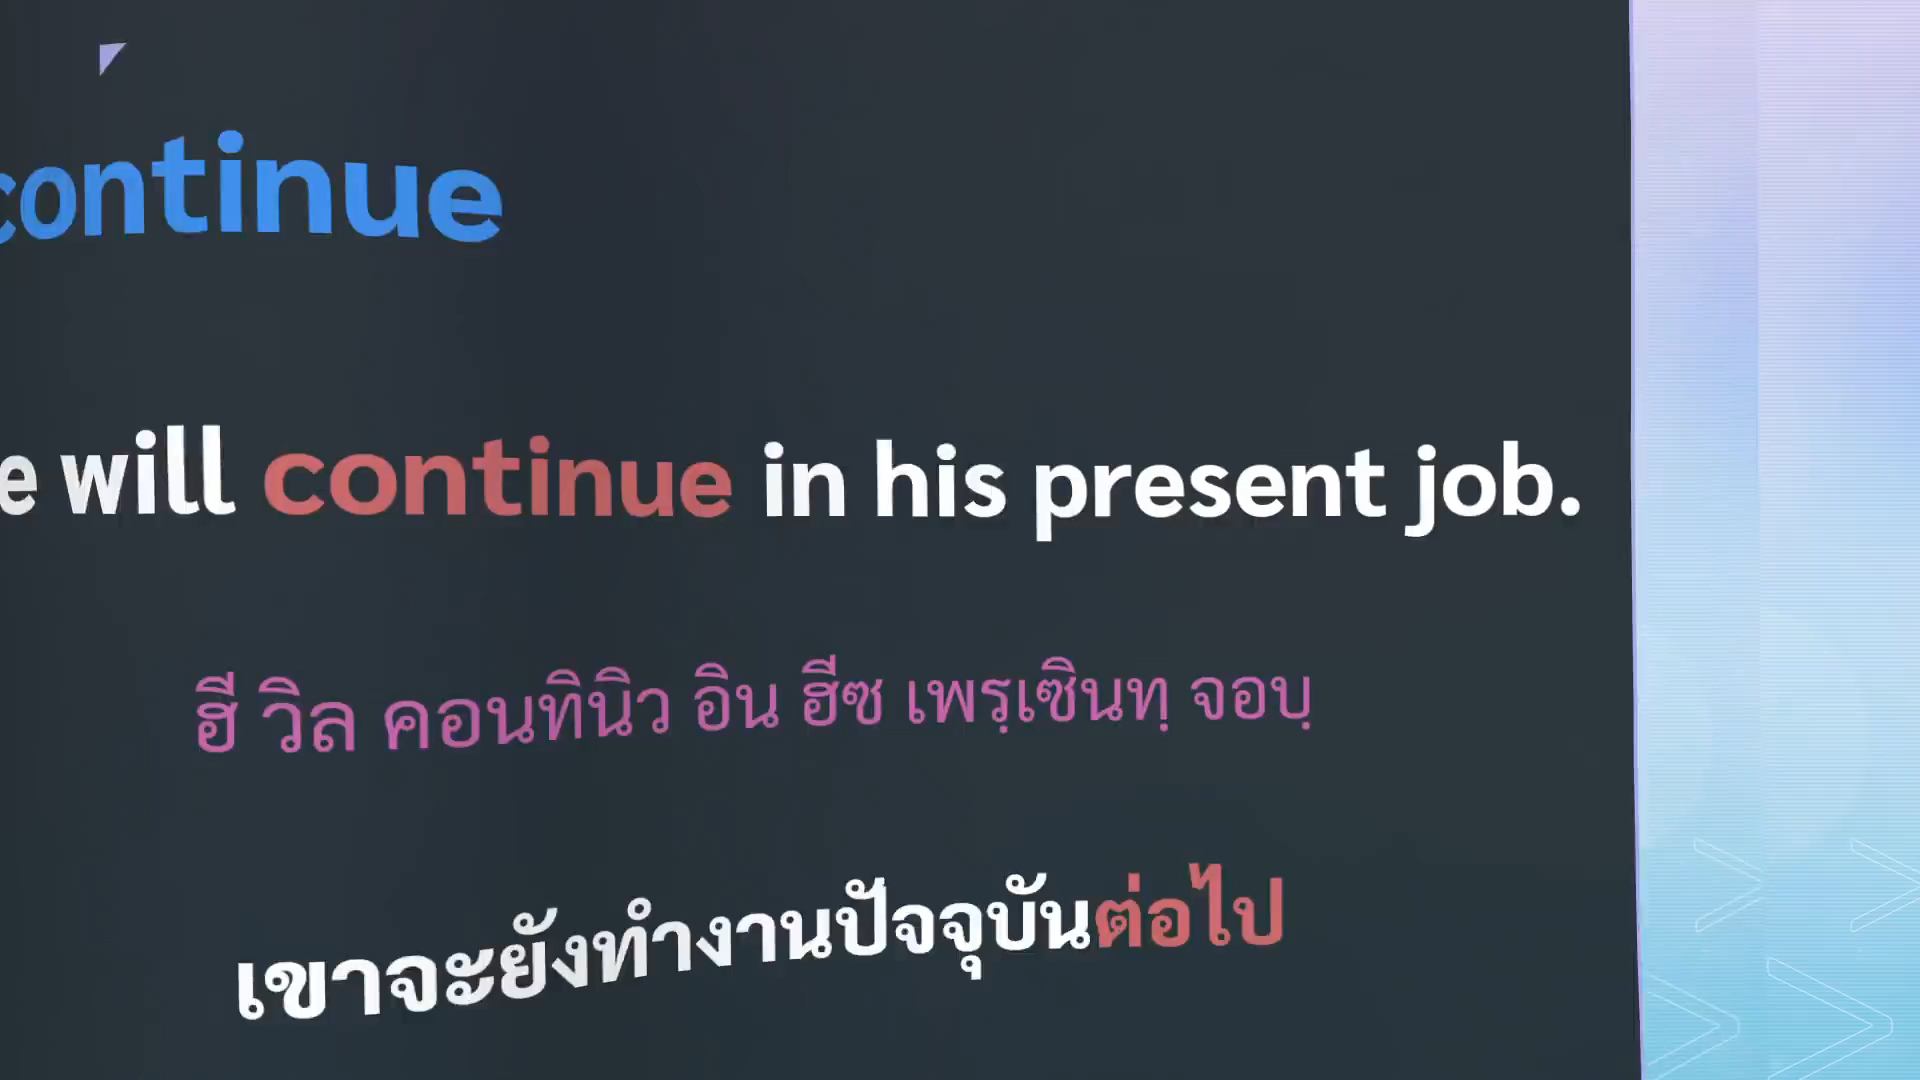 continue
e will continue in his present job.
ฮี วิล คอนทินิว อิน ฮีซ เพรฺเซินทฺ จอบฺ
เขาจะยังทำงานปัจจุบันต่อไป